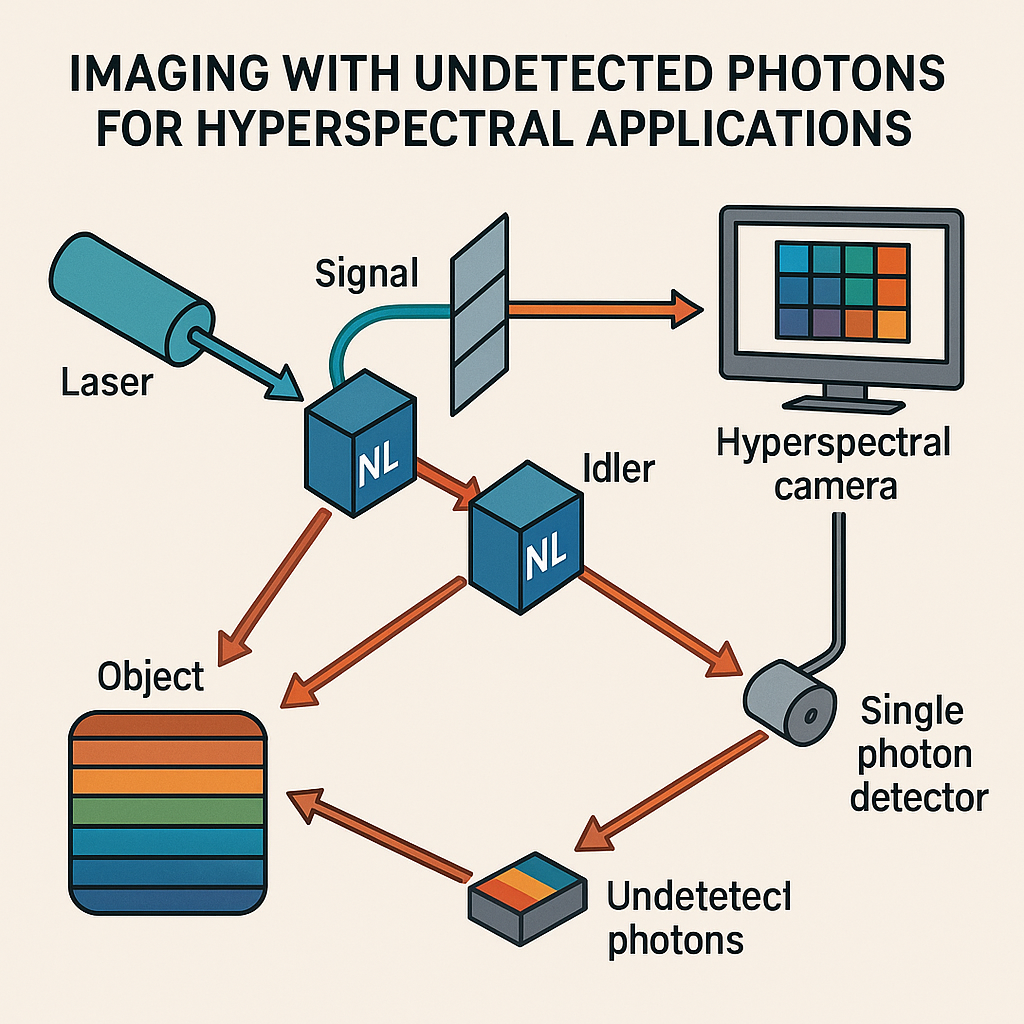 IMAGING WITH UNDETECTED PHOTONS
FOR HYPERSPECTRAL APPLICATIONS
Signal
Laser
NL
Idler
NL
Hyperspectral
camera
Object
Single
photon
detector
Undetetect
photons